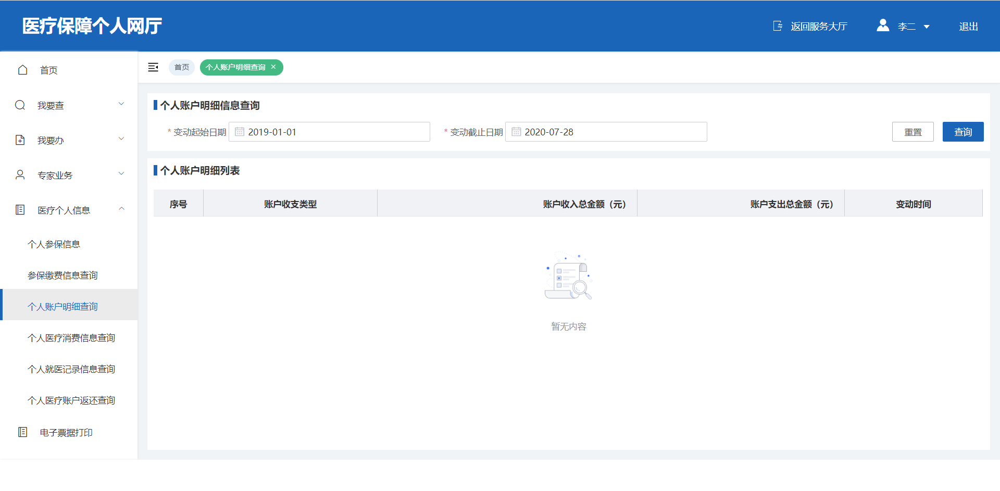 医疗保障个人网厅
返回服务大厅
李二
退出
首页
我要查
我要办
专家业务
医疗个人信息
个人参保信息
参保缴费信息查询
个人账户明细查询
个人医疗消费信息查询
个人就医记录信息查询
个人医疗账户返还查询
电子票据打印
首页
个人账户明细查询 ×
个人账户明细信息查询
* 变动起始日期 2019-01-01
* 变动截止日期 2020-07-28
重置
查询
个人账户明细列表
序号 账户收支类型 账户收入总金额（元） 账户支出总金额（元） 变动时间
暂无内容